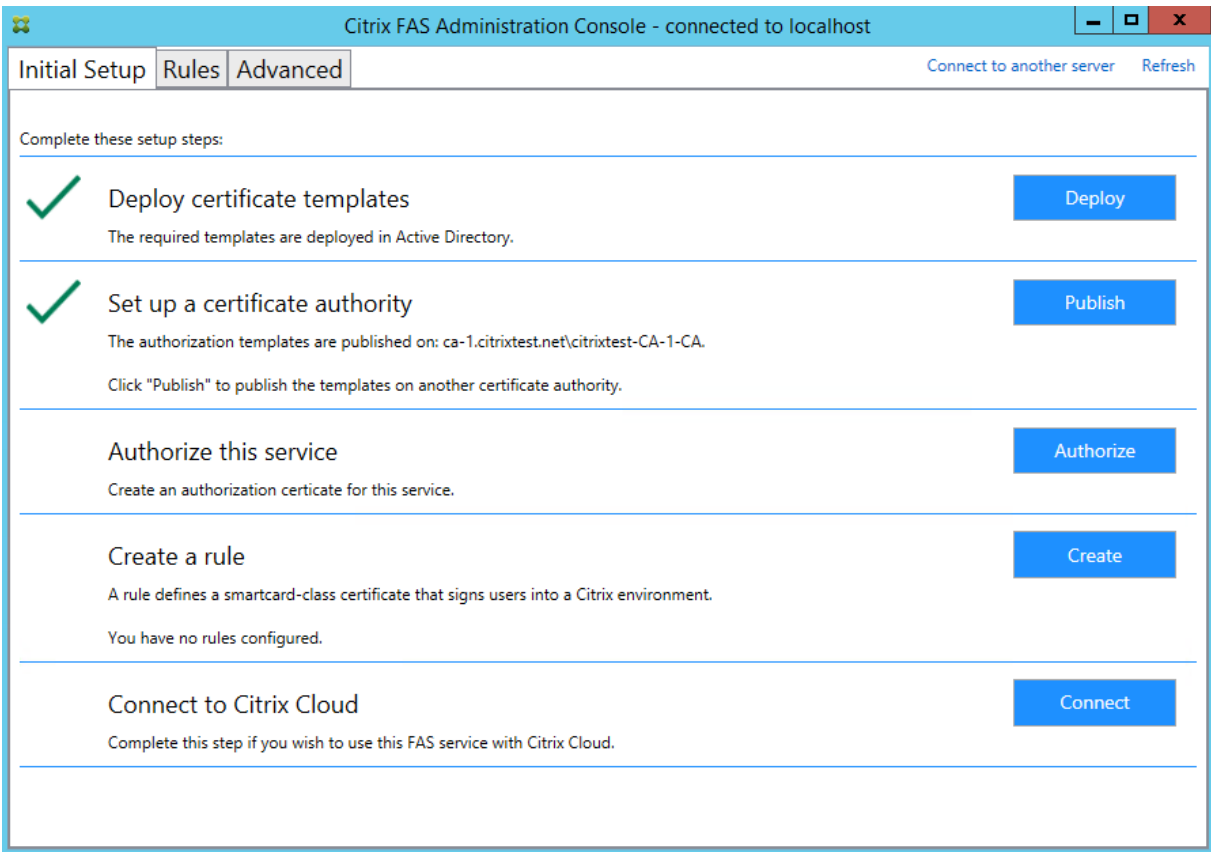 Citrix FAS Administration Console - connected to localhost
Initial Setup Rules Advanced Connect to another server Refresh
Complete these setup steps:
Deploy certificate templates Deploy
The required templates are deployed in Active Directory.
Set up a certificate authority Publish
The authorization templates are published on: ca-1.citrixtest.net\citrixtest-CA-1-CA.
Click "Publish" to publish the templates on another certificate authority.
Authorize this service Authorize
Create an authorization certicate for this service.
Create a rule Create
A rule defines a smartcard-class certificate that signs users into a Citrix environment.
You have no rules configured.
Connect to Citrix Cloud Connect
Complete this step if you wish to use this FAS service with Citrix Cloud.